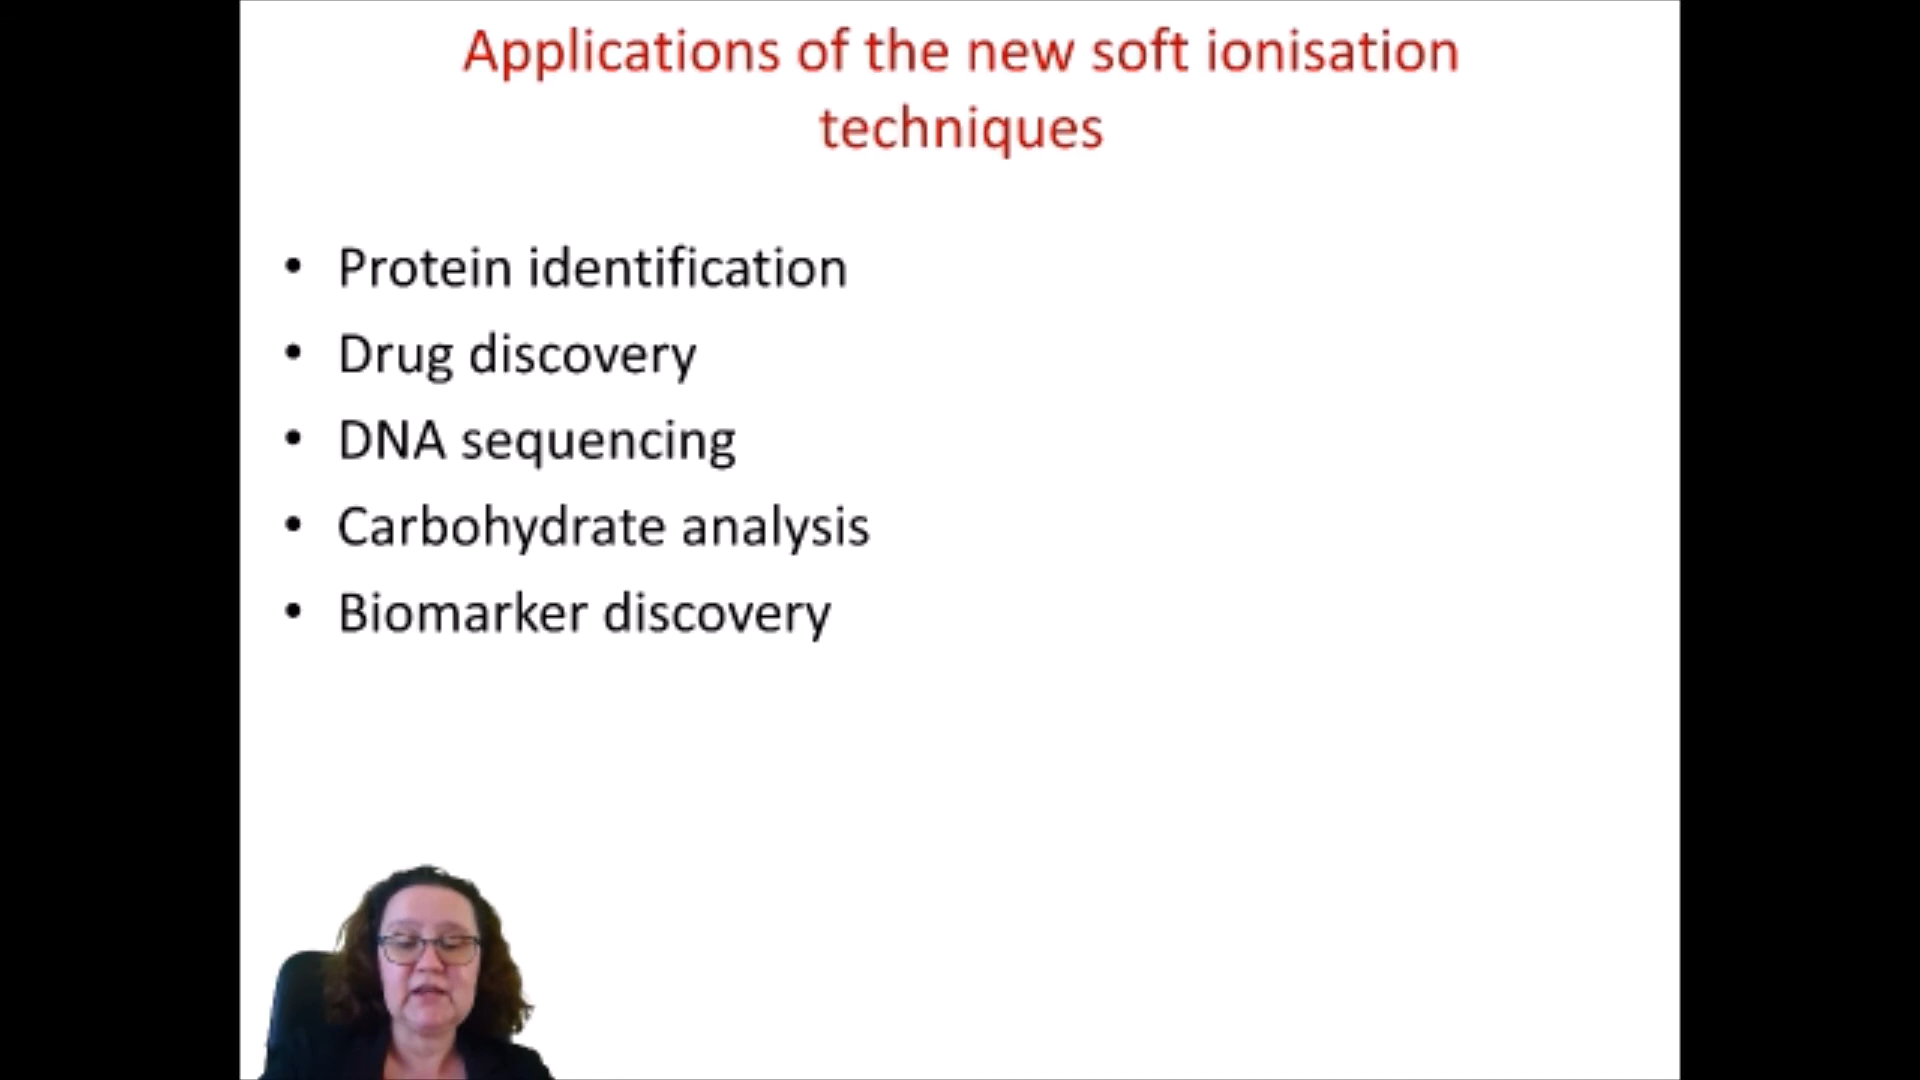 Applications of the new soft ionisation
techniques
• Protein identification
• Drug discovery
• DNA sequencing
• Carbohydrate analysis
• Biomarker discovery